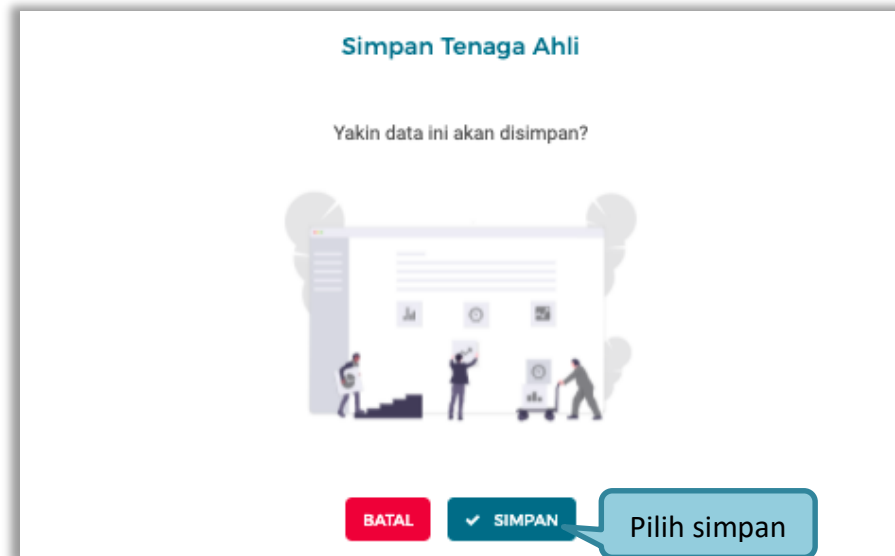 Simpan Tenaga Ahli
Yakin data ini akan disimpan?
BATAL
SIMPAN
Pilih simpan